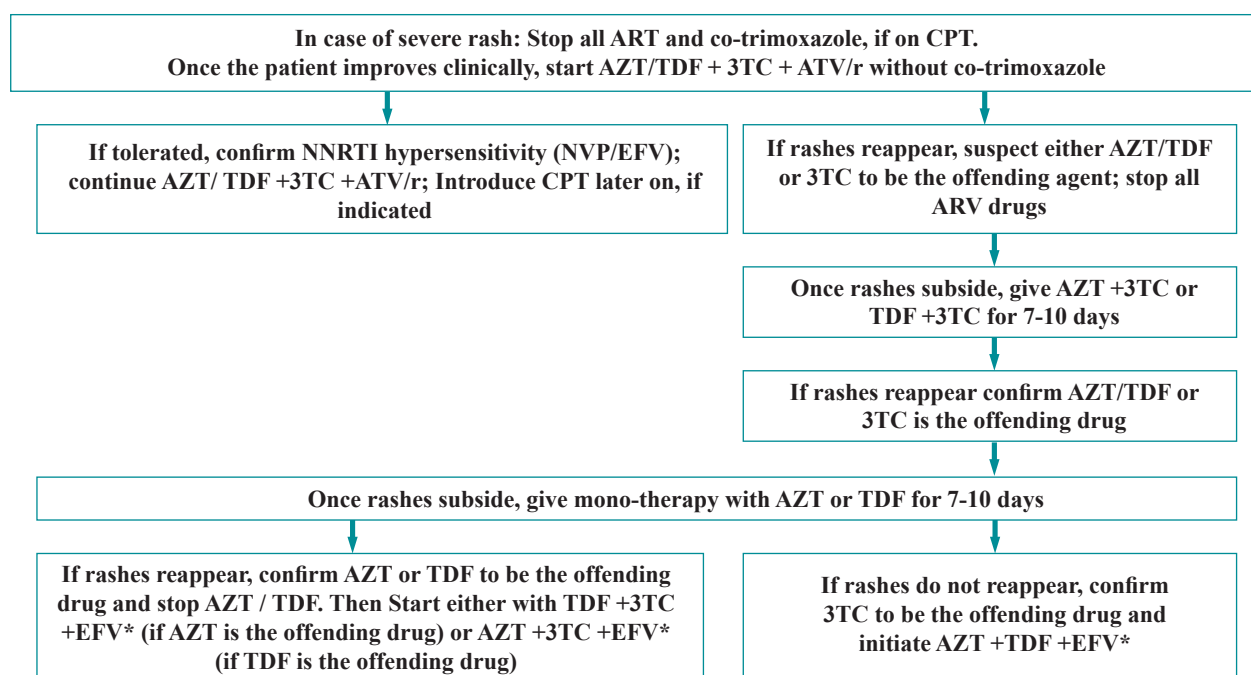 In case of severe rash: Stop all ART and co-trimoxazole, if on CPT.
Once the patient improves clinically, start AZT/TDF + 3TC + ATV/r without co-trimoxazole
If tolerated, confirm NNRTI hypersensitivity (NVP/EFV);
continue AZT/ TDF +3TC +ATV/r; Introduce CPT later on, if
indicated
If rashes reappear, suspect either AZT/TDF
or 3TC to be the offending agent; stop all
ARV drugs
Once rashes subside, give AZT +3TC or
TDF +3TC for 7-10 days
If rashes reappear confirm AZT/TDF or
3TC is the offending drug
Once rashes subside, give mono-therapy with AZT or TDF for 7-10 days
If rashes reappear, confirm AZT or TDF to be the offending
drug and stop AZT / TDF. Then Start either with TDF +3TC
+EFV* (if AZT is the offending drug) or AZT +3TC +EFV*
(if TDF is the offending drug)
If rashes do not reappear, confirm
3TC to be the offending drug and
initiate AZT +TDF +EFV*